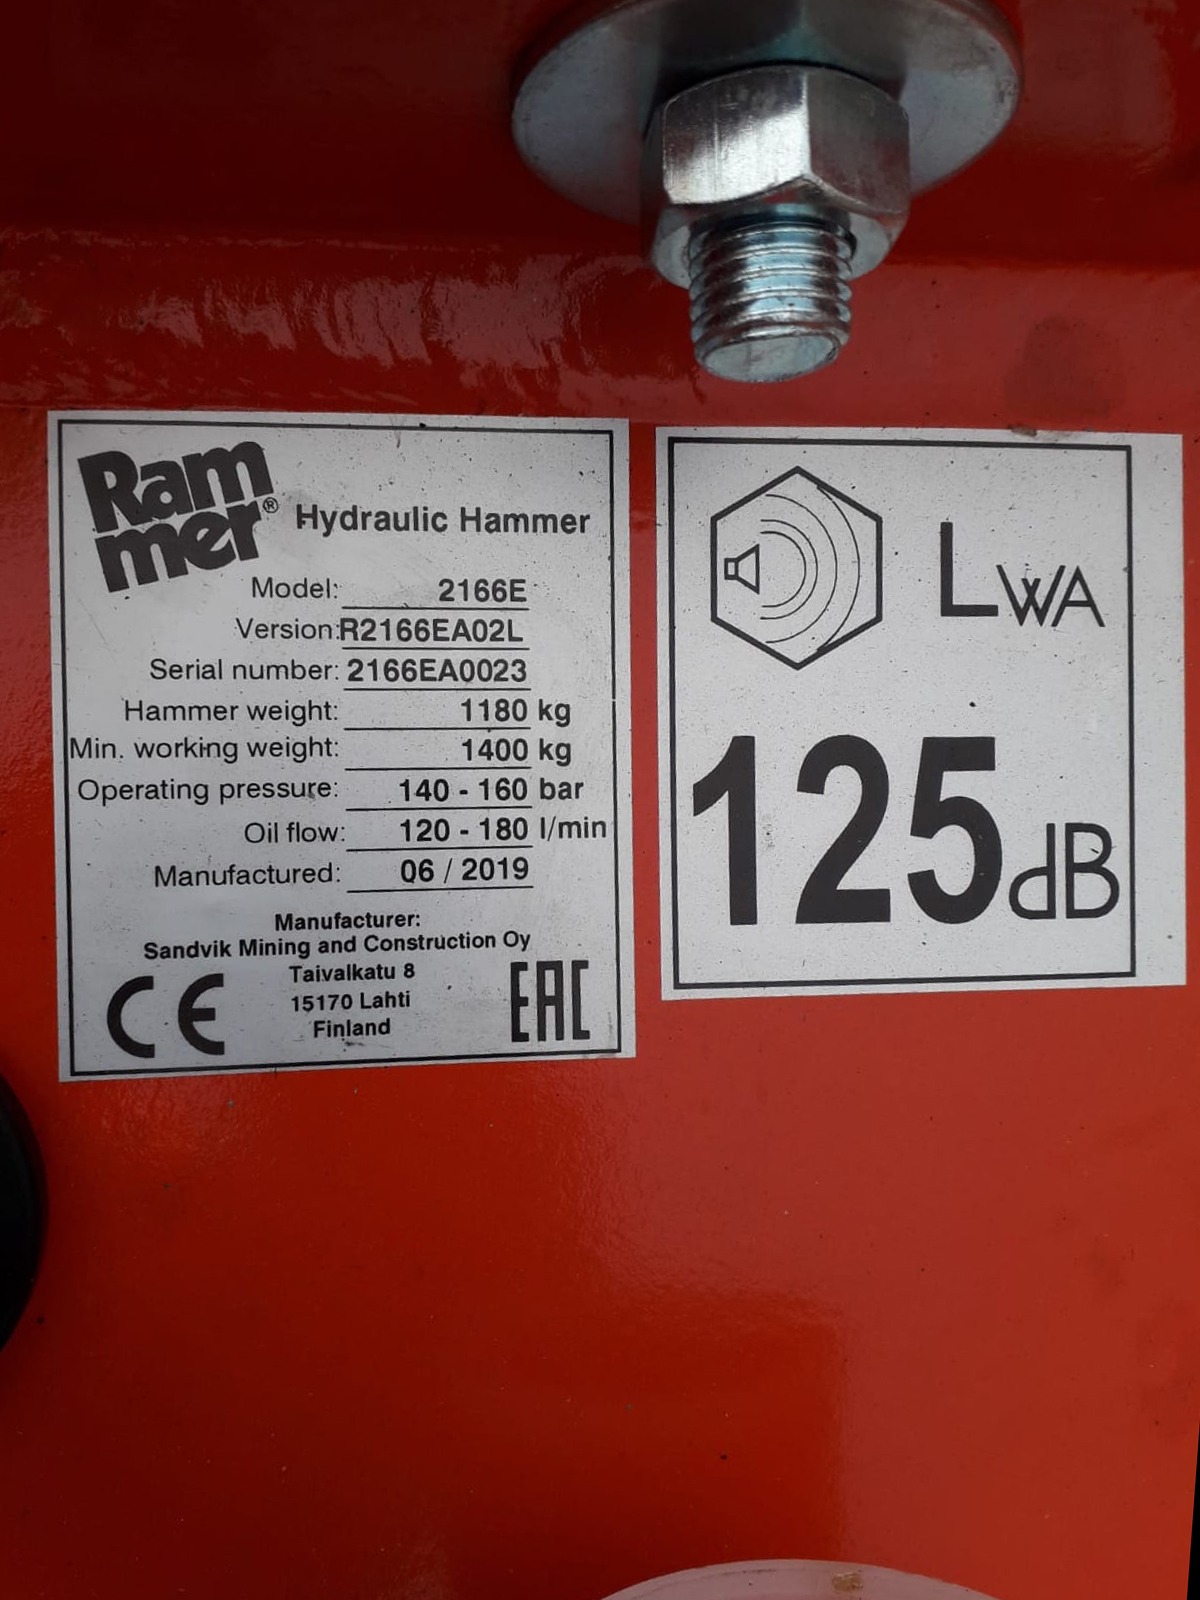 Ram
mer®
Hydraulic Hammer
Model: 2166E
Version: R2166EA02L
Serial number: 2166EA0023
Hammer weight: 1180 kg
Min. working weight: 1400 kg
Operating pressure: 140 - 160 bar
Oil flow: 120 - 180 l/min
Manufactured: 06 / 2019
Manufacturer:
Sandvik Mining and Construction Oy
Taivalkatu 8
15170 Lahti
Finland
CE
EAC
LWA
125 dB